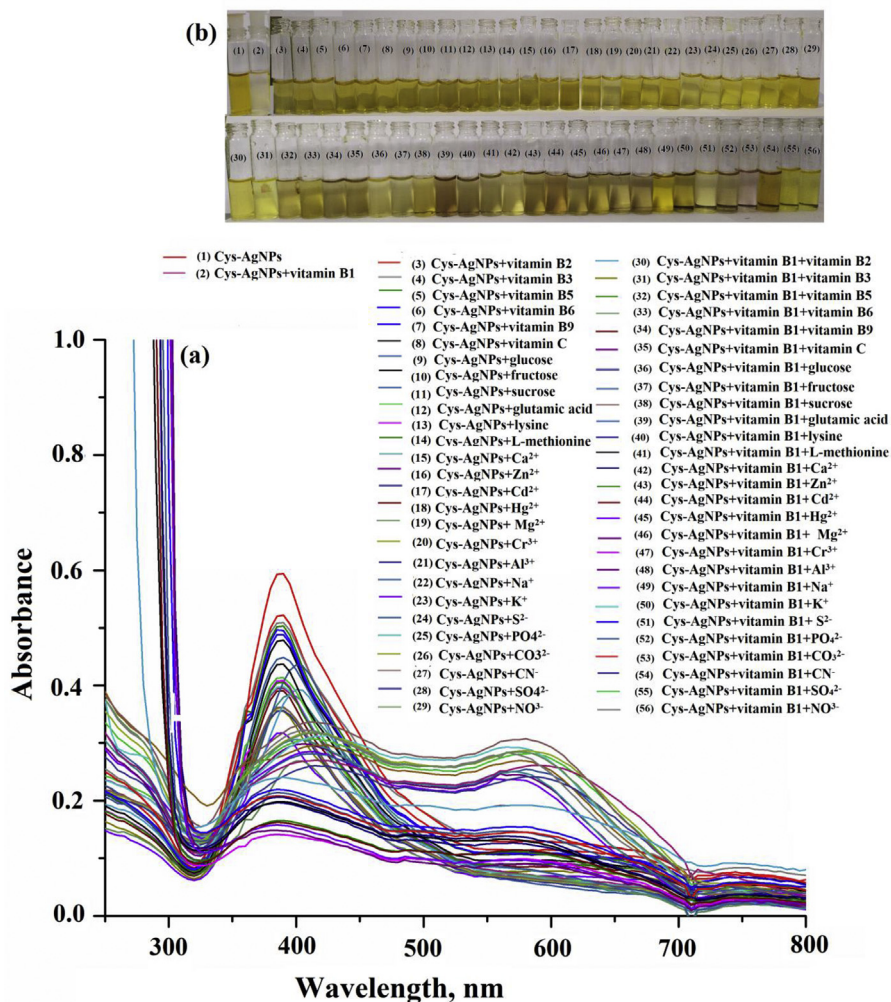 (b)
(1) (2) (3) (4) (5) (6) (7) (8) (9) (10) (11) (12) (13) (14) (15) (16) (17) (18) (19) (20) (21) (22) (23) (24) (25) (26) (27) (28) (29)
(30) (31) (32) (33) (34) (35) (36) (37) (38) (39) (40) (41) (42) (43) (44) (45) (46) (47) (48) (49) (50) (51) (52) (53) (54) (55) (56)
(1) Cys-AgNPs
(2) Cys-AgNPs+vitamin B1
(3) Cys-AgNPs+vitamin B2
(4) Cys-AgNPs+vitamin B3
(5) Cys-AgNPs+vitamin B5
(6) Cys-AgNPs+vitamin B6
(7) Cys-AgNPs+vitamin B9
(8) Cys-AgNPs+vitamin C
(9) Cys-AgNPs+glucose
(10) Cys-AgNPs+fructose
(11) Cys-AgNPs+sucrose
(12) Cys-AgNPs+glutamic acid
(13) Cys-AgNPs+lysine
(14) Cys-AgNPs+L-methionine
(15) Cys-AgNPs+Ca²⁺
(16) Cys-AgNPs+Zn²⁺
(17) Cys-AgNPs+Cd²⁺
(18) Cys-AgNPs+Hg²⁺
(19) Cys-AgNPs+ Mg²⁺
(20) Cys-AgNPs+Cr³⁺
(21) Cys-AgNPs+Al³⁺
(22) Cys-AgNPs+Na⁺
(23) Cys-AgNPs+K⁺
(24) Cys-AgNPs+S²⁻
(25) Cys-AgNPs+PO4²⁻
(26) Cys-AgNPs+CO3²⁻
(27) Cys-AgNPs+CN⁻
(28) Cys-AgNPs+SO4²⁻
(29) Cys-AgNPs+NO³⁻
(30) Cys-AgNPs+vitamin B1+vitamin B2
(31) Cys-AgNPs+vitamin B1+vitamin B3
(32) Cys-AgNPs+vitamin B1+vitamin B5
(33) Cys-AgNPs+vitamin B1+vitamin B6
(34) Cys-AgNPs+vitamin B1+vitamin B9
(35) Cys-AgNPs+vitamin B1+vitamin C
(36) Cys-AgNPs+vitamin B1+glucose
(37) Cys-AgNPs+vitamin B1+fructose
(38) Cys-AgNPs+vitamin B1+sucrose
(39) Cys-AgNPs+vitamin B1+glutamic acid
(40) Cys-AgNPs+vitamin B1+lysine
(41) Cys-AgNPs+vitamin B1+L-methionine
(42) Cys-AgNPs+vitamin B1+Ca²⁺
(43) Cys-AgNPs+vitamin B1+Zn²⁺
(44) Cys-AgNPs+vitamin B1+Cd²⁺
(45) Cys-AgNPs+vitamin B1+Hg²⁺
(46) Cys-AgNPs+vitamin B1+ Mg²⁺
(47) Cys-AgNPs+vitamin B1+Cr³⁺
(48) Cys-AgNPs+vitamin B1+Al³⁺
(49) Cys-AgNPs+vitamin B1+Na⁺
(50) Cys-AgNPs+vitamin B1+K⁺
(51) Cys-AgNPs+vitamin B1+ S²⁻
(52) Cys-AgNPs+vitamin B1+PO₄²⁻
(53) Cys-AgNPs+vitamin B1+CO₃²⁻
(54) Cys-AgNPs+vitamin B1+CN⁻
(55) Cys-AgNPs+vitamin B1+SO₄²⁻
(56) Cys-AgNPs+vitamin B1+NO³⁻
(a)
Absorbance
1.0
0.8
0.6
0.4
0.2
0.0
300 400 500 600 700 800
Wavelength, nm